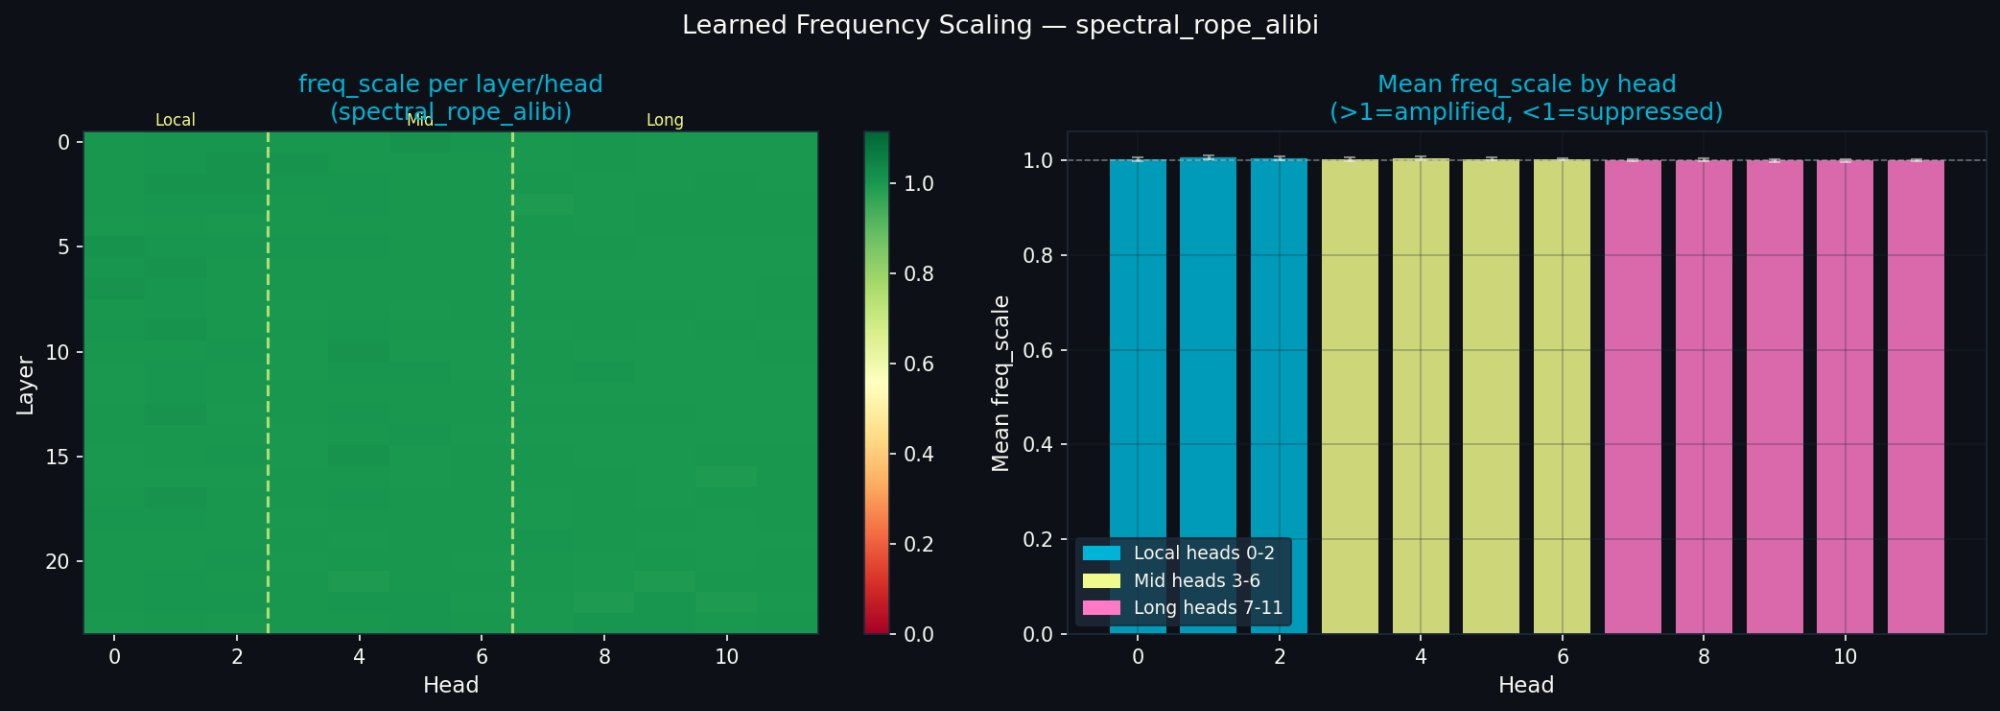 Learned Frequency Scaling — spectral_rope_alibi
freq_scale per layer/head
(spectral_rope_alibi)
Local
Mid
Long
0
5
10
15
20
Layer
0
2
4
6
8
10
Head
1.0
0.8
0.6
0.4
0.2
0.0
Mean freq_scale by head
(>1=amplified, <1=suppressed)
1.0
0.8
0.6
0.4
0.2
0.0
Mean freq_scale
Local heads 0-2
Mid heads 3-6
Long heads 7-11
0
2
4
6
8
10
Head